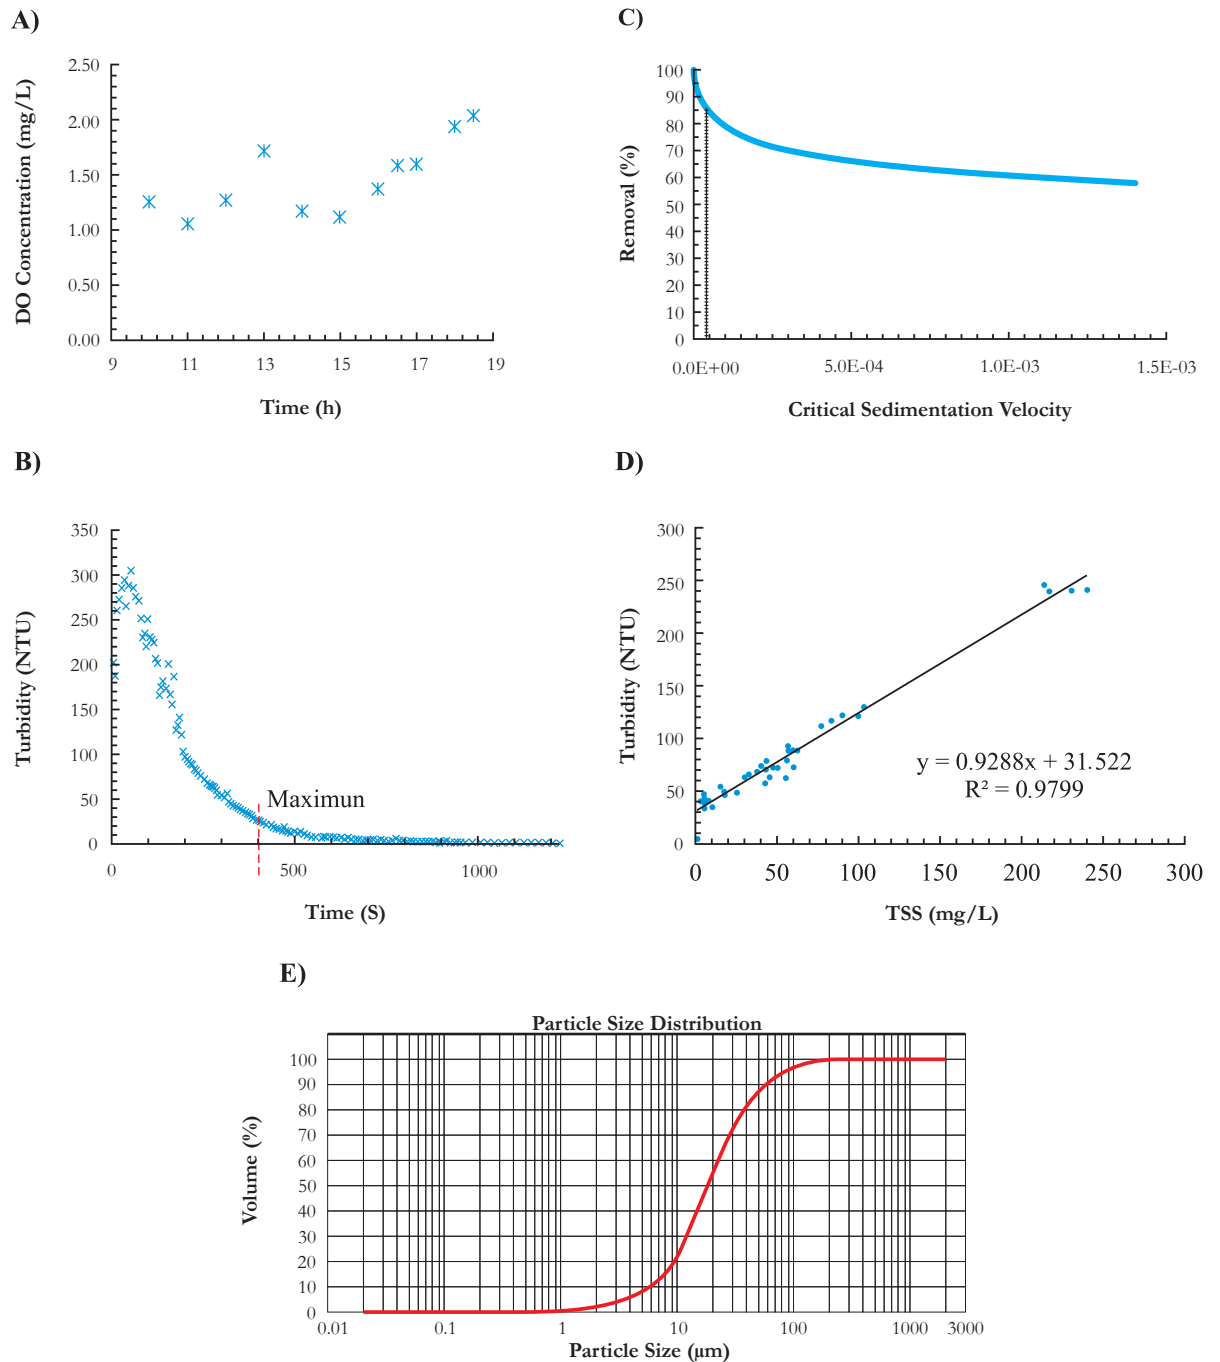 A)
DO Concentration (mg/L)
2.50
2.00
1.50
1.00
0.50
0.00
9 11 13 15 17 19
Time (h)
C)
Removal (%)
100
90
80
70
60
50
40
30
20
10
0
0.0E+00 5.0E-04 1.0E-03 1.5E-03
Critical Sedimentation Velocity
B)
Turbidity (NTU)
350
300
250
200
150
100
50
0
Maximun
0 500 1000
Time (S)
D)
Turbidity (NTU)
300
250
200
150
100
50
0
y = 0.9288x + 31.522
R² = 0.9799
0 50 100 150 200 250 300
TSS (mg/L)
E)
Particle Size Distribution
Volume (%)
100
90
80
70
60
50
40
30
20
10
0
0.01 0.1 1 10 100 1000 3000
Particle Size (µm)